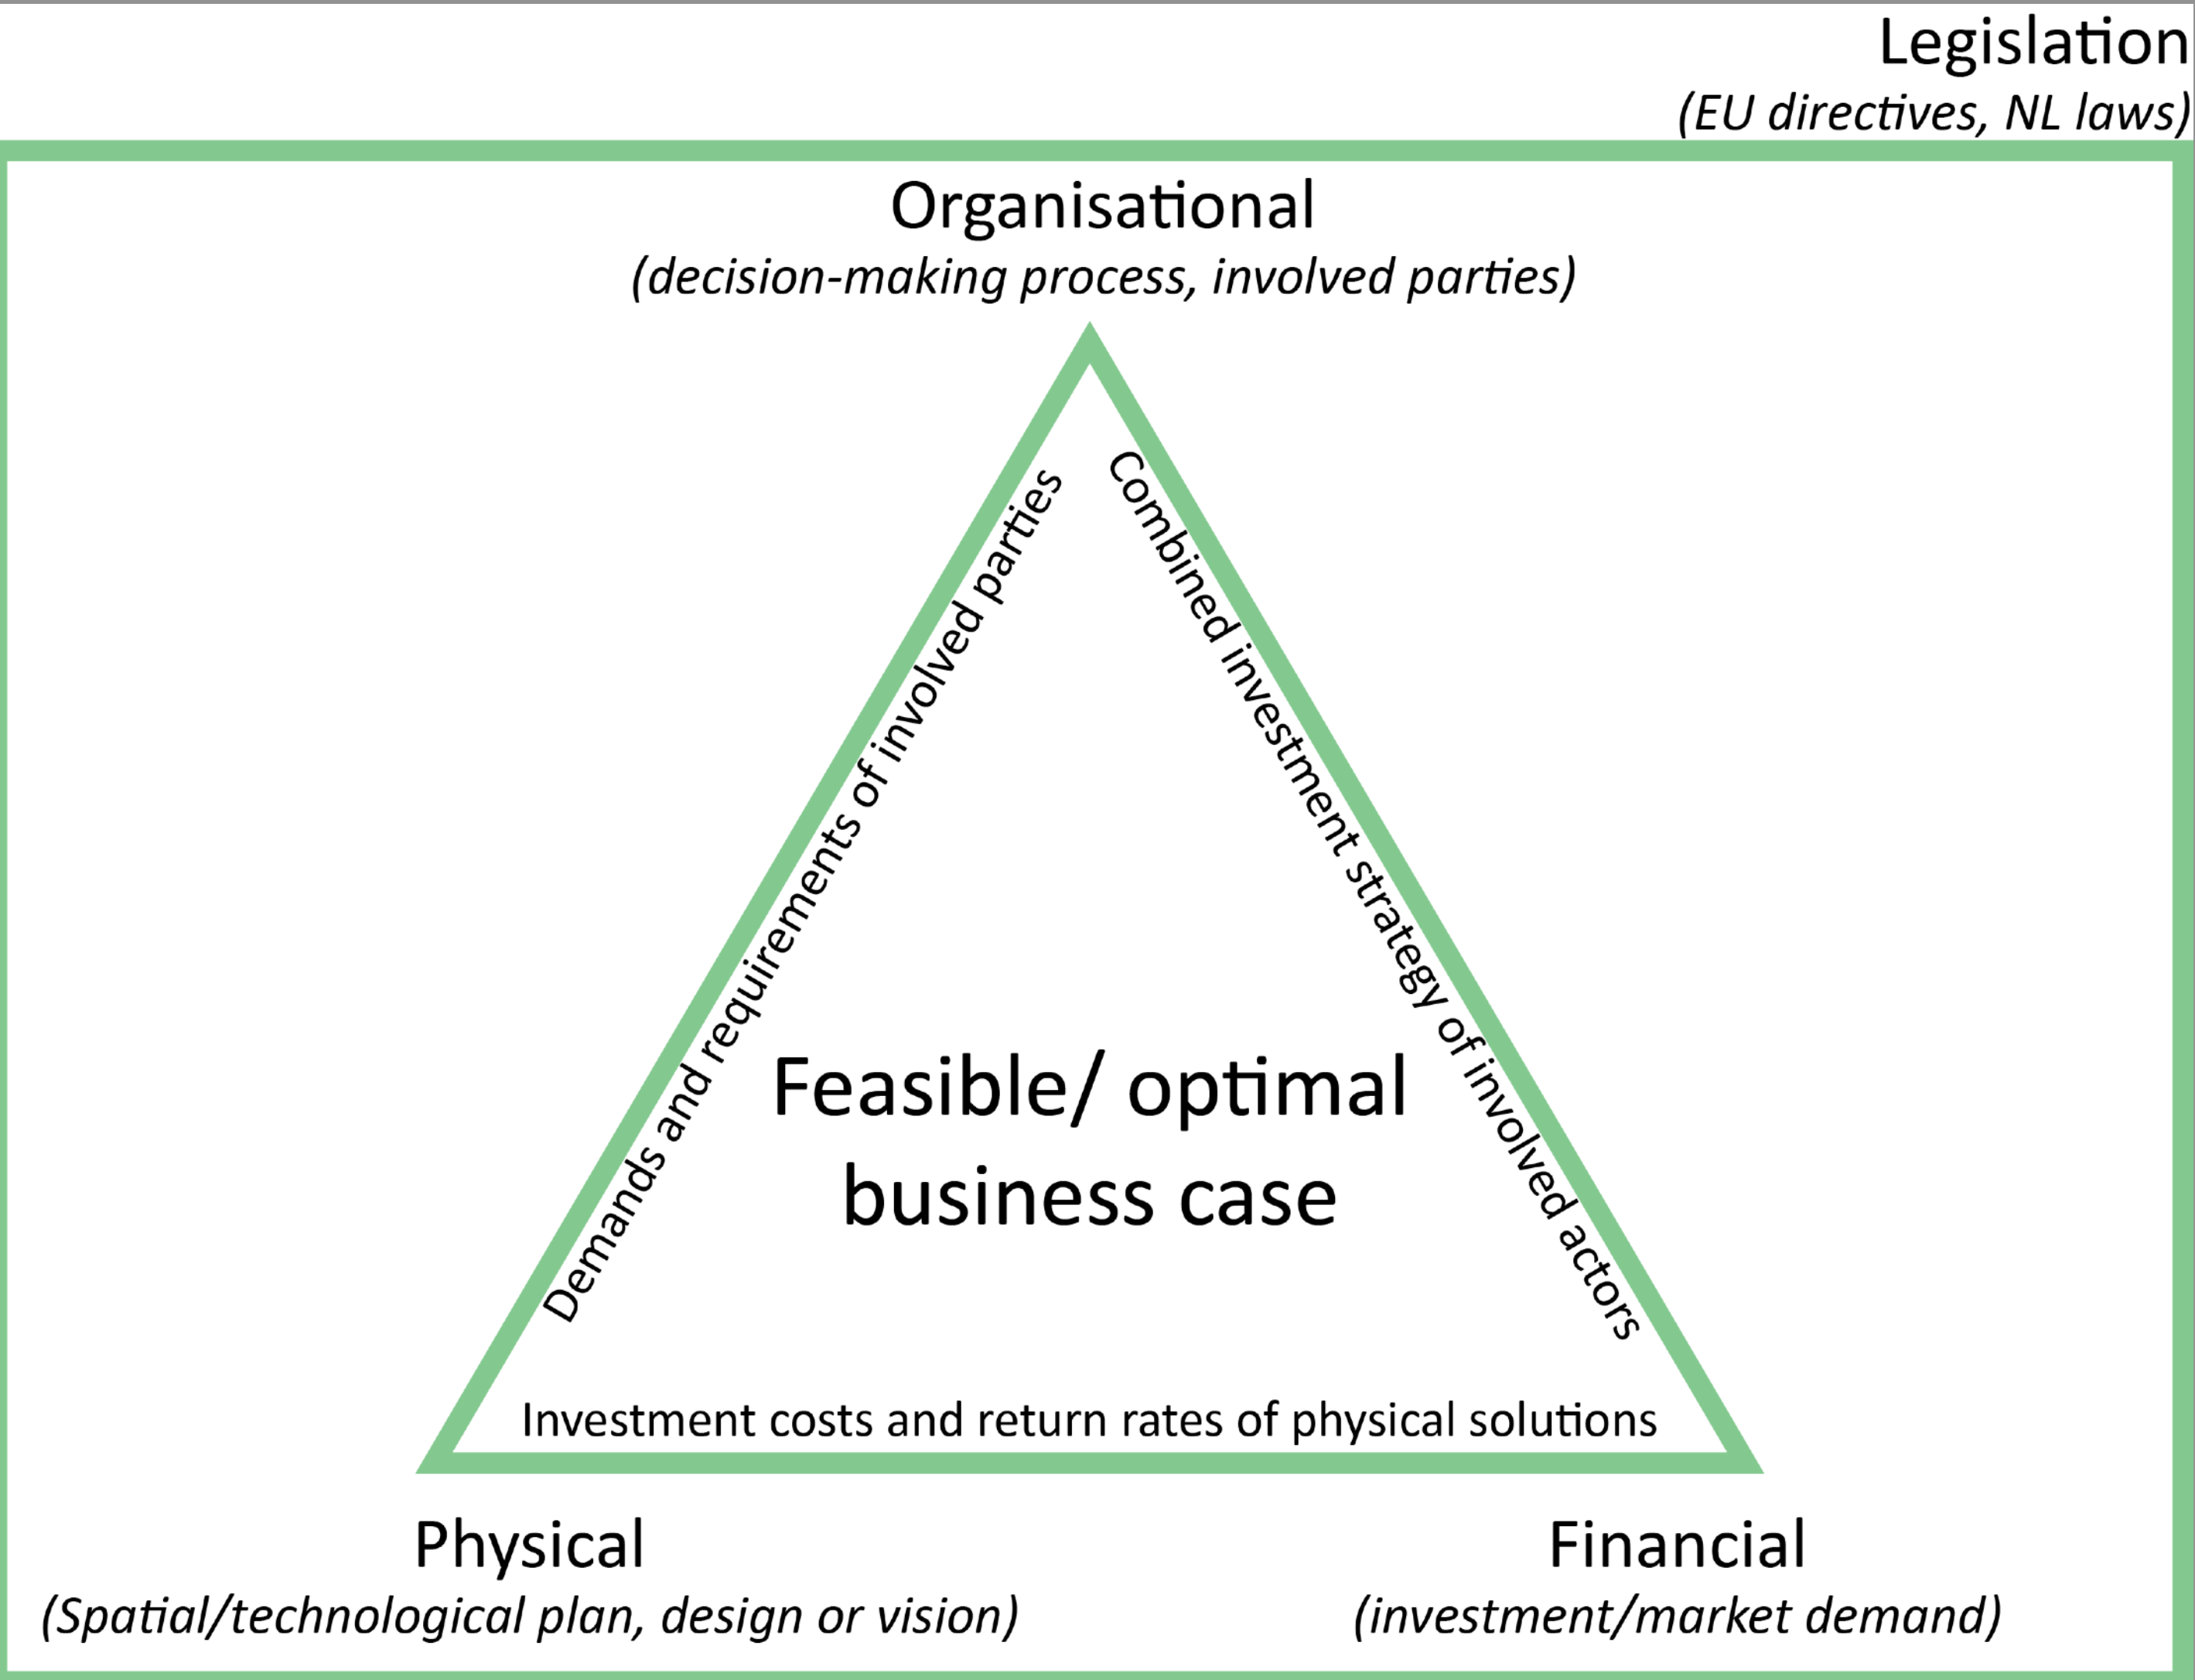 Legislation
(EU directives, NL laws)
Organisational
(decision-making process, involved parties)
Demands and requirements of involved parties
Combined investment strategy of involved actors
Feasible/ optimal
business case
Investment costs and return rates of physical solutions
Physical
(Spatial/technological plan, design or vision)
Financial
(investment/market demand)